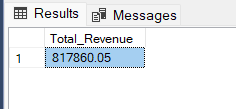 Results Messages
Total_Revenue
1 817860.05